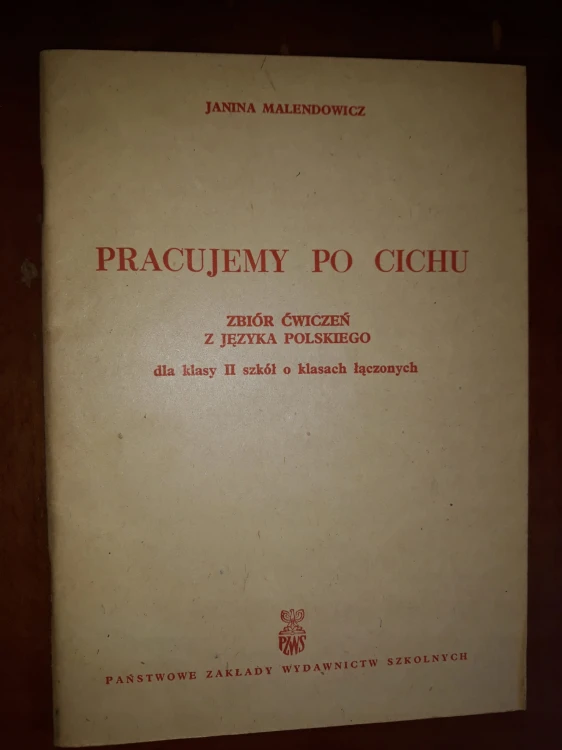 JANINA MALENDOWICZ
PRACUJEMY PO CICHU
ZBIÓR ĆWICZEŃ
Z JĘZYKA POLSKIEGO
dla klasy II szkół o klasach łączonych
PZWS
PAŃSTWOWE ZAKŁADY WYDAWNICTW SZKOLNYCH